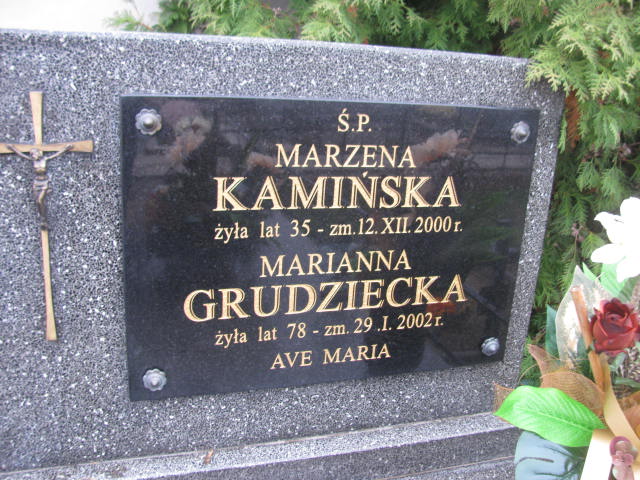 Ś.P.
MARZENA
KAMIŃSKA
żyła lat 35 - zm. 12. XII. 2000 r.
MARIANNA
GRUDZIECKA
żyła lat 78 - zm. 29. I. 2002 r.
AVE MARIA